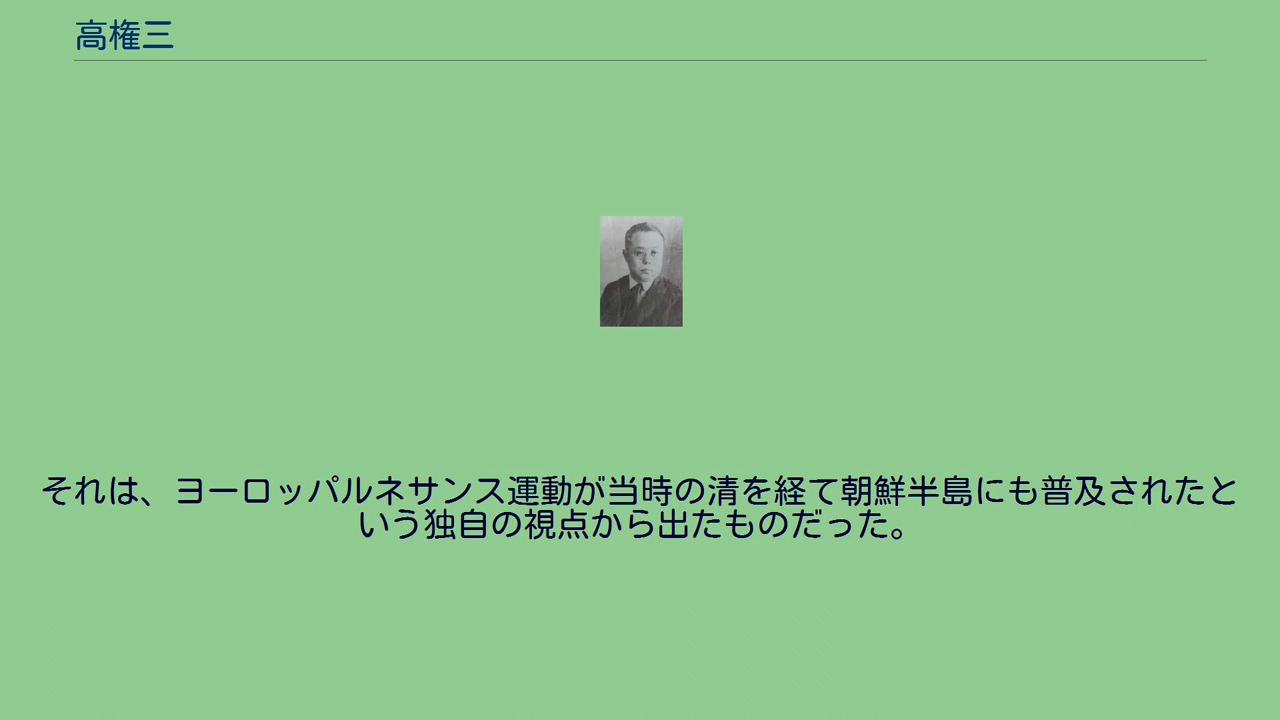 高権三
それは、ヨーロッパルネサンス運動が当時の清を経て朝鮮半島にも普及されたと
いう独自の視点から出たものだった。